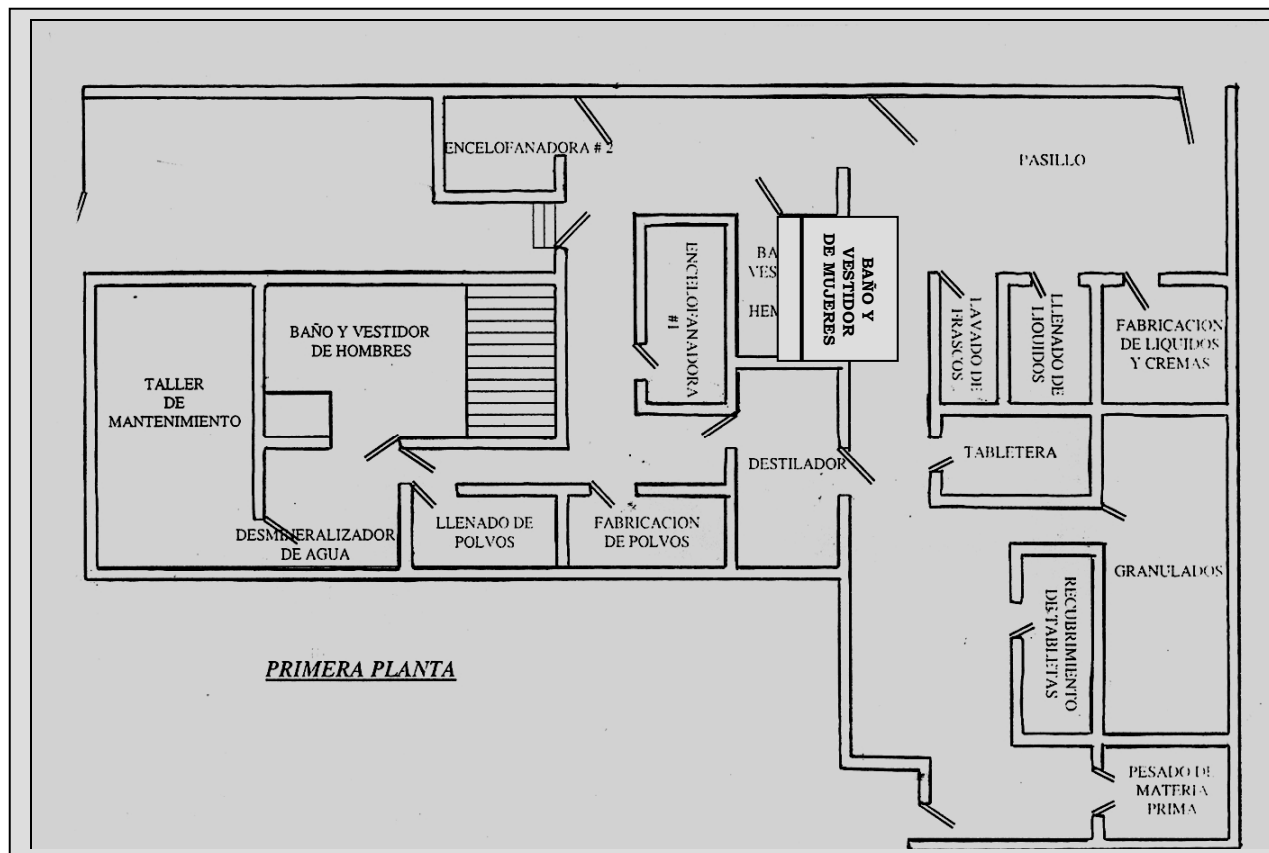 ENCELOFANADORA # 2
PASILLO
ENCELOFANADORA
#1
BA
VES
HEM
BAÑO Y
VESTIDOR
DE MUJERES
LAVADO DE
FRASCOS
LLENADO DE
LIQUIDOS
FABRICACION
DE LIQUIDOS
Y CREMAS
BAÑO Y VESTIDOR
DE HOMBRES
TALLER
DE
MANTENIMIENTO
TABLETERA
DESTILADOR
DESMINERALIZADOR
DE AGUA
LLENADO DE
POLVOS
FABRICACION
DE POLVOS
GRANULADOS
RECUBRIMIENTO
DE TABLETAS
PRIMERA PLANTA
PESADO DE
MATERIA
PRIMA